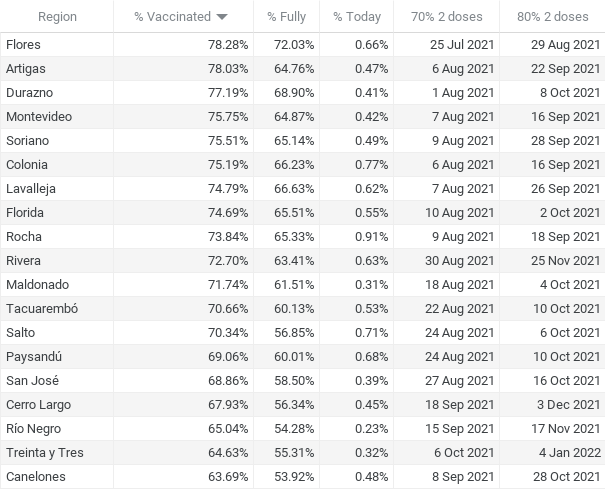 Region % Vaccinated % Fully % Today 70% 2 doses 80% 2 doses
Flores 78.28% 72.03% 0.66% 25 Jul 2021 29 Aug 2021
Artigas 78.03% 64.76% 0.47% 6 Aug 2021 22 Sep 2021
Durazno 77.19% 68.90% 0.41% 1 Aug 2021 8 Oct 2021
Montevideo 75.75% 64.87% 0.42% 7 Aug 2021 16 Sep 2021
Soriano 75.51% 65.14% 0.49% 9 Aug 2021 28 Sep 2021
Colonia 75.19% 66.23% 0.77% 6 Aug 2021 16 Sep 2021
Lavalleja 74.79% 66.63% 0.62% 7 Aug 2021 26 Sep 2021
Florida 74.69% 65.51% 0.55% 10 Aug 2021 2 Oct 2021
Rocha 73.84% 65.33% 0.91% 9 Aug 2021 18 Sep 2021
Rivera 72.70% 63.41% 0.63% 30 Aug 2021 25 Nov 2021
Maldonado 71.74% 61.51% 0.31% 18 Aug 2021 4 Oct 2021
Tacuarembó 70.66% 60.13% 0.53% 22 Aug 2021 10 Oct 2021
Salto 70.34% 56.85% 0.71% 24 Aug 2021 6 Oct 2021
Paysandú 69.06% 60.01% 0.68% 24 Aug 2021 10 Oct 2021
San José 68.86% 58.50% 0.39% 27 Aug 2021 16 Oct 2021
Cerro Largo 67.93% 56.34% 0.45% 18 Sep 2021 3 Dec 2021
Río Negro 65.04% 54.28% 0.23% 15 Sep 2021 17 Nov 2021
Treinta y Tres 64.63% 55.31% 0.32% 6 Oct 2021 4 Jan 2022
Canelones 63.69% 53.92% 0.48% 8 Sep 2021 28 Oct 2021